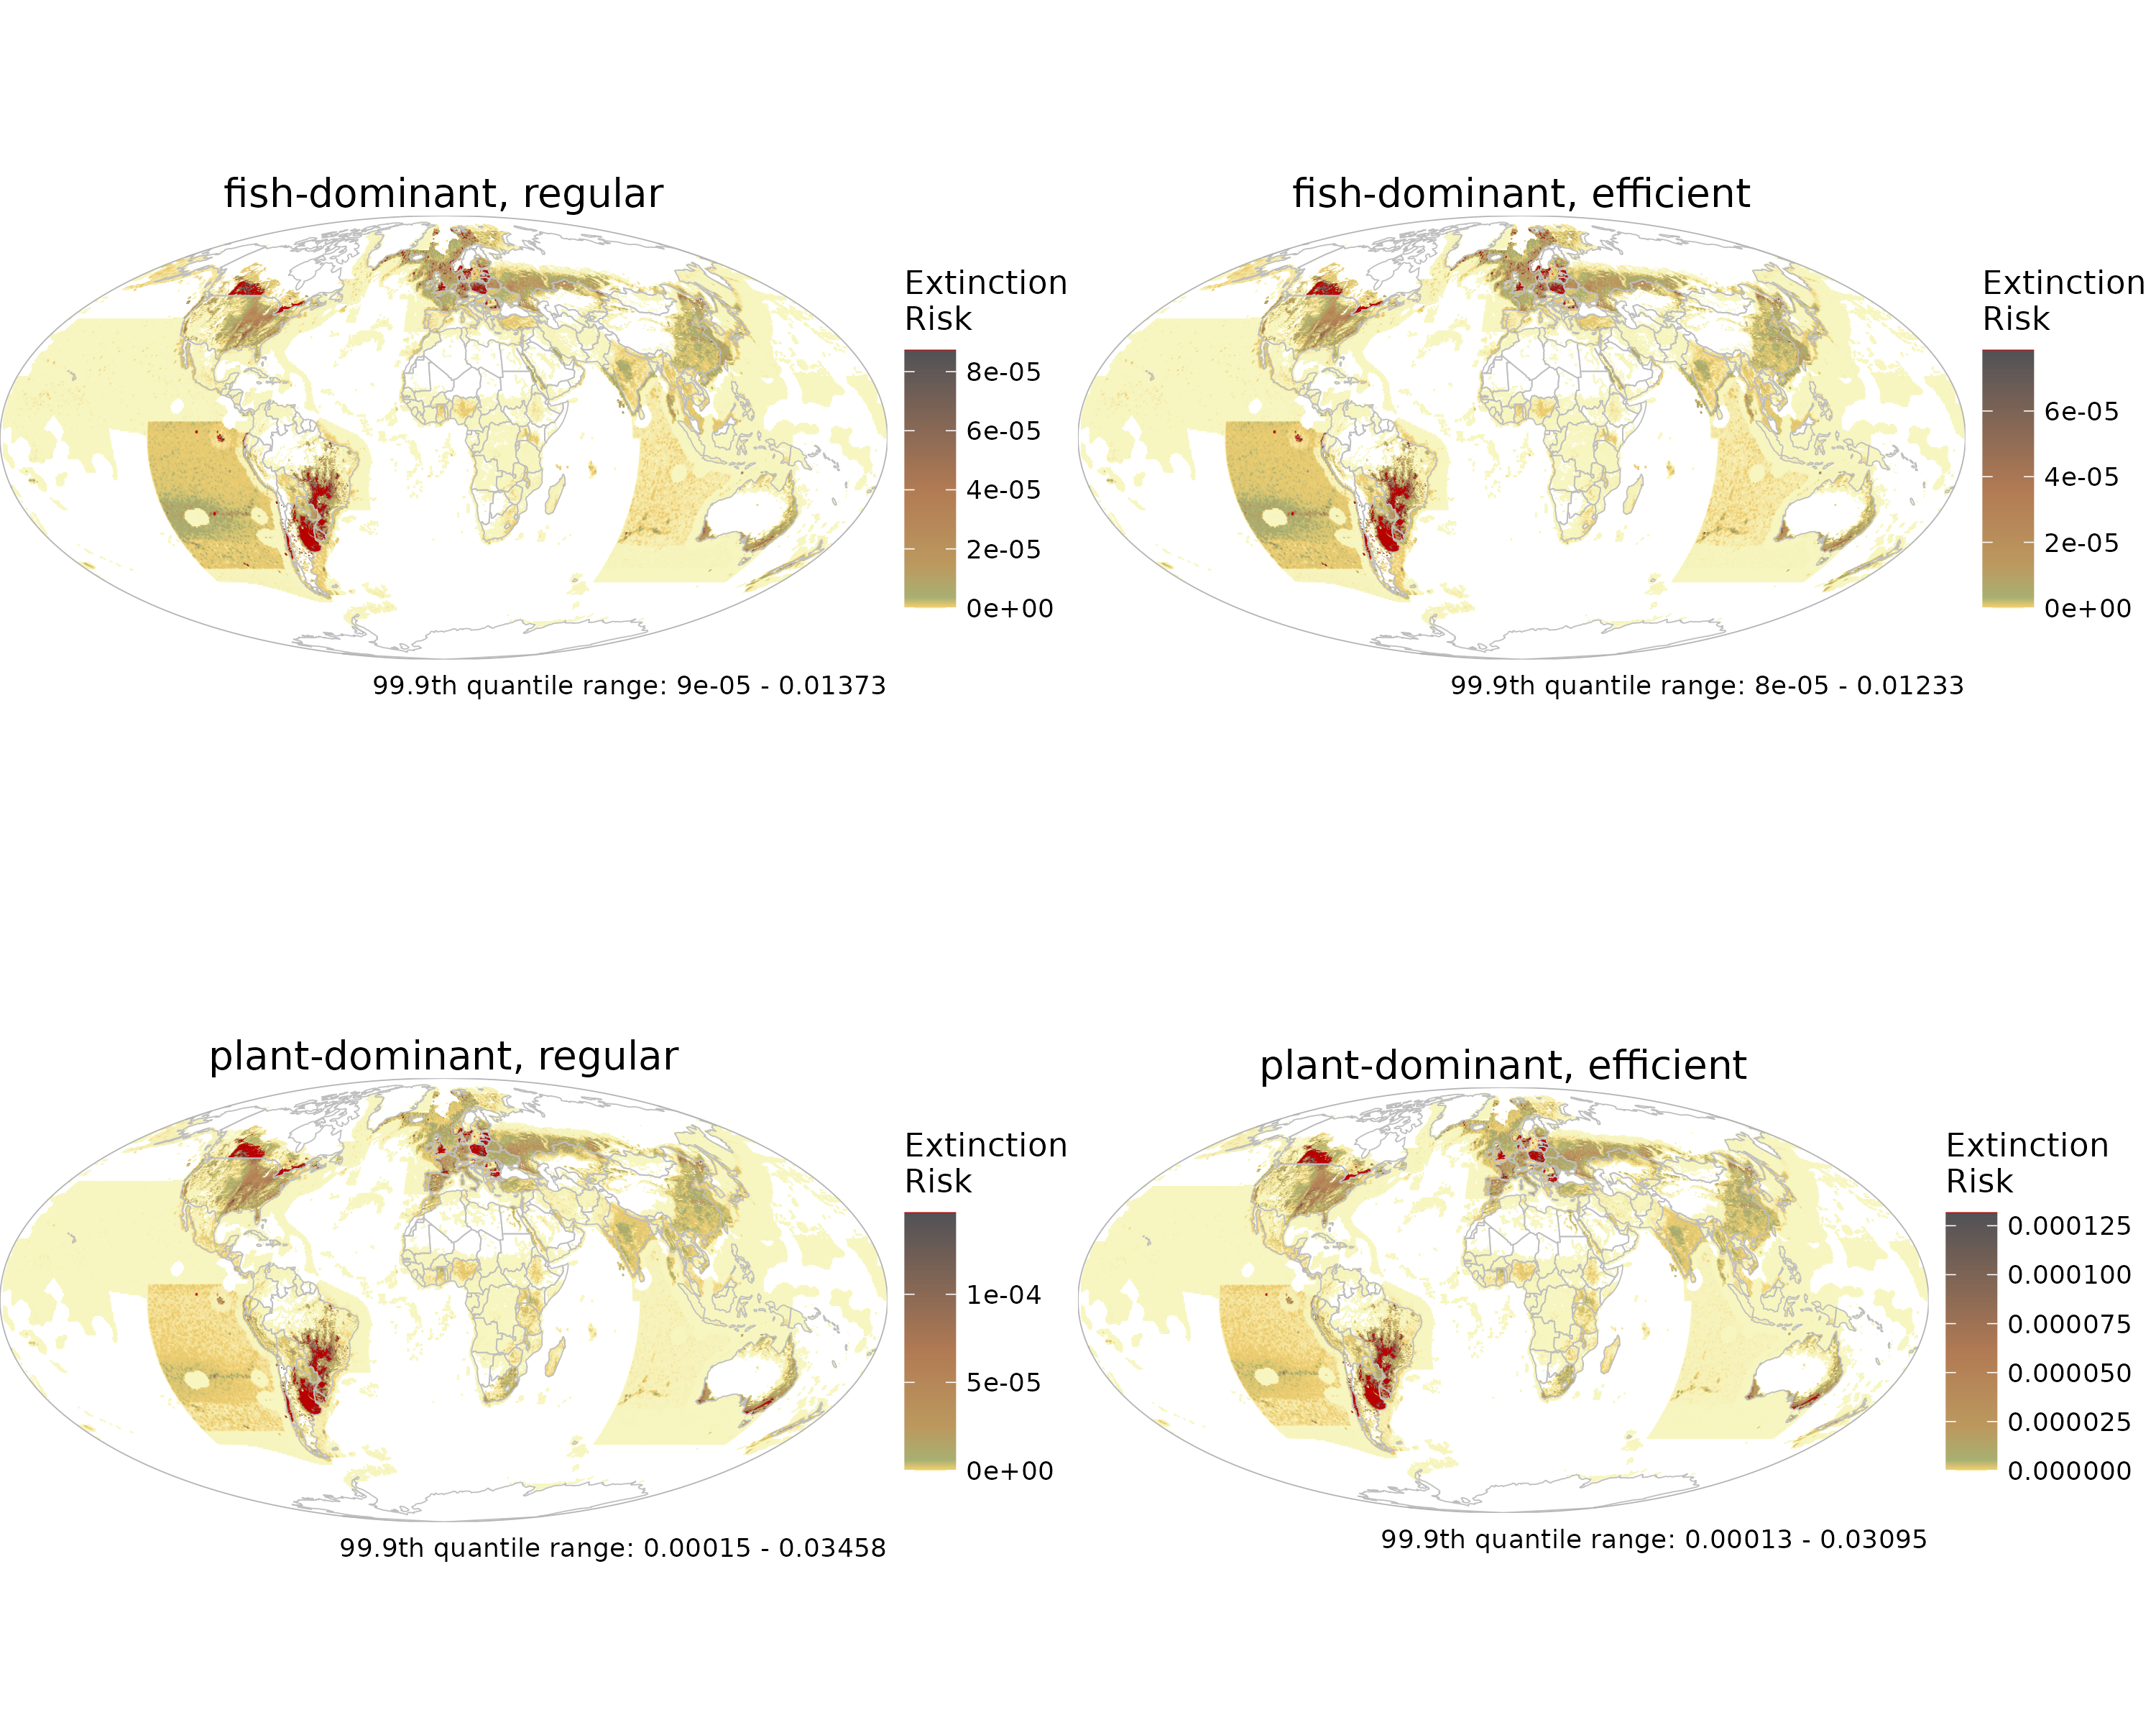 fish-dominant, regular
Extinction
Risk
8e-05
6e-05
4e-05
2e-05
0e+00
99.9th quantile range: 9e-05 - 0.01373
fish-dominant, efficient
Extinction
Risk
6e-05
4e-05
2e-05
0e+00
99.9th quantile range: 8e-05 - 0.01233
plant-dominant, regular
Extinction
Risk
1e-04
5e-05
0e+00
99.9th quantile range: 0.00015 - 0.03458
plant-dominant, efficient
Extinction
Risk
0.000125
0.000100
0.000075
0.000050
0.000025
0.000000
99.9th quantile range: 0.00013 - 0.03095